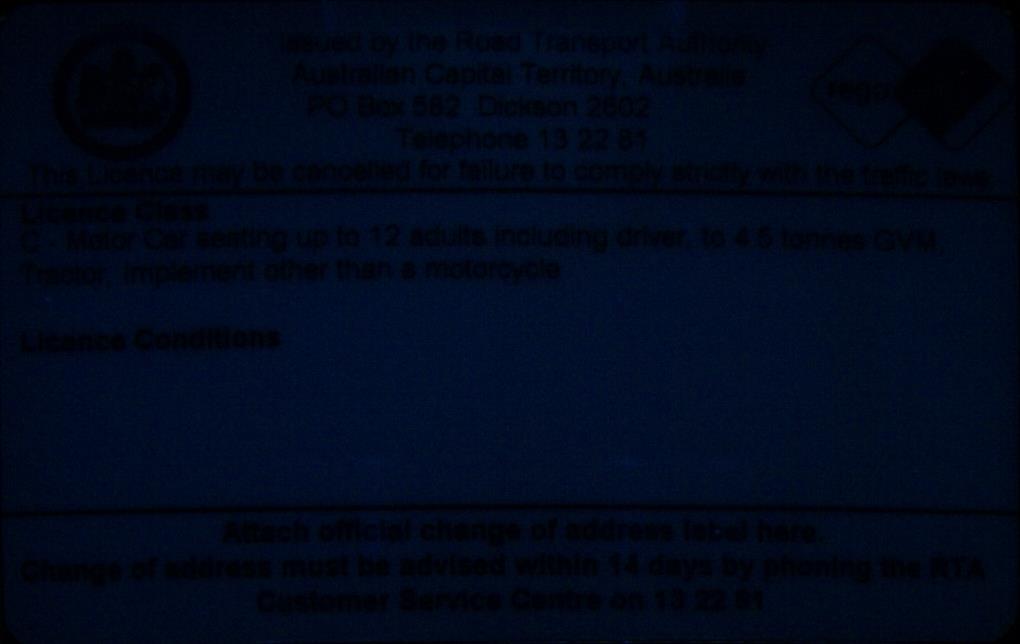 Issued by the Road Transport Authority
Australian Capital Territory, Australia
PO Box 582 Dickson 2602
rego
Telephone 13 22 81
This Licence may be cancelled for failure to comply strictly with the traffic laws
Licence Class
C Motor Car seating up to 12 adults including driver, to 4.5 tonnes GVM,
Tractor, implement other than a motorcycle
Licence Conditions
Attach official change of address label here.
Change of address must be advised within 14 days by phoning the RTA
Customer Service Centre on 13 22 81